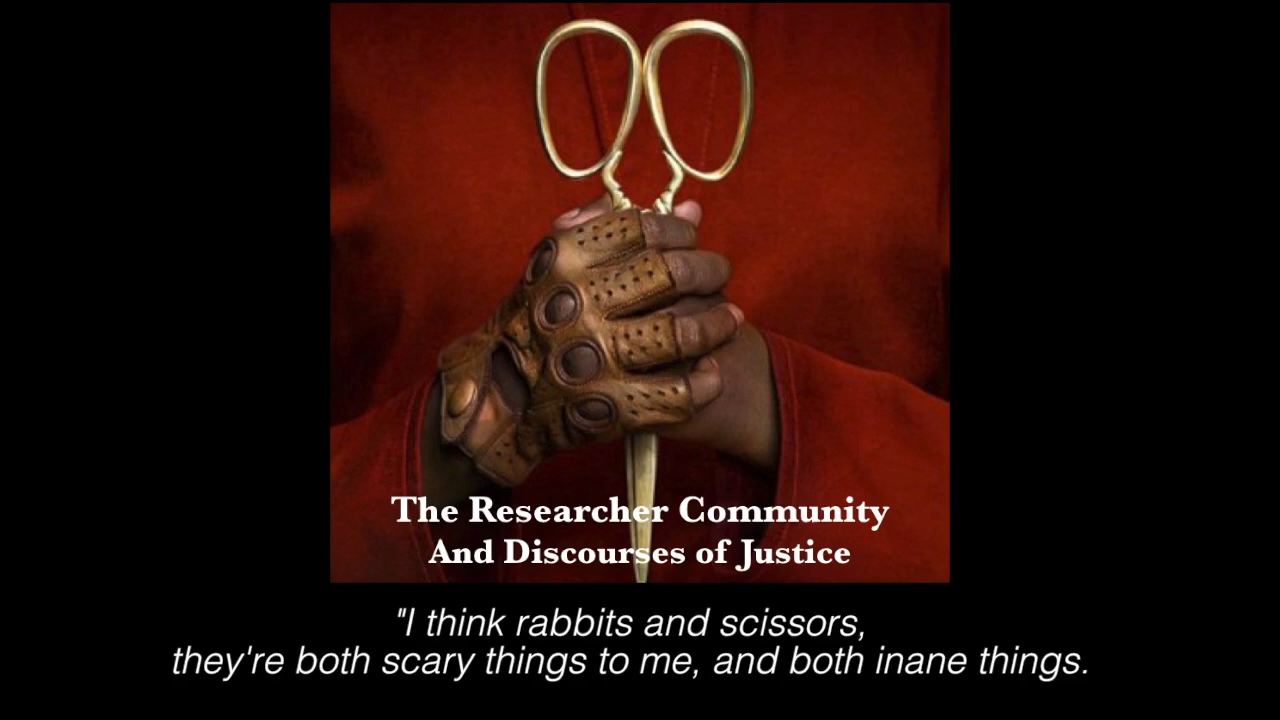 The Researcher Community
And Discourses of Justice
"I think rabbits and scissors,
they're both scary things to me, and both inane things.